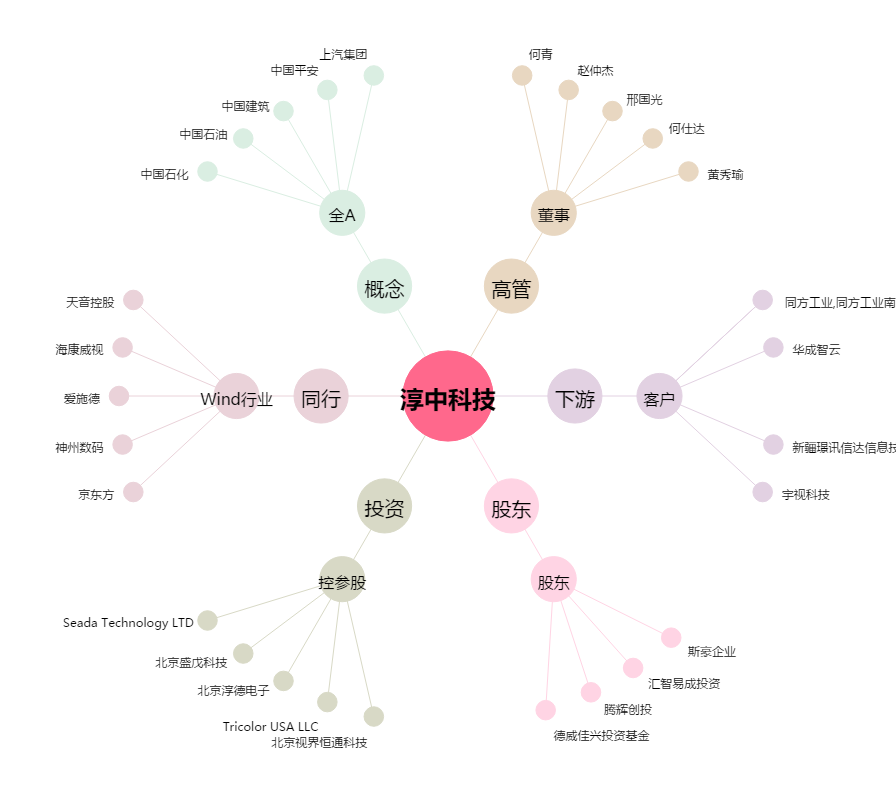 上汽集团
中国平安
中国建筑
中国石油
中国石化
全A
概念
何青
赵仲杰
邢国光
何仕达
黄秀瑜
董事
高管
天音控股
海康威视
爱施德
神州数码
京东方
Wind行业
同行
淳中科技
下游
客户
同方工业,同方工业南
华成智云
新疆璟讯信达信息技
宇视科技
投资
控参股
Seada Technology LTD
北京盛戊科技
北京淳德电子
Tricolor USA LLC
北京视界恒通科技
股东
股东
斯豪企业
汇智易成投资
腾辉创投
德威佳兴投资基金